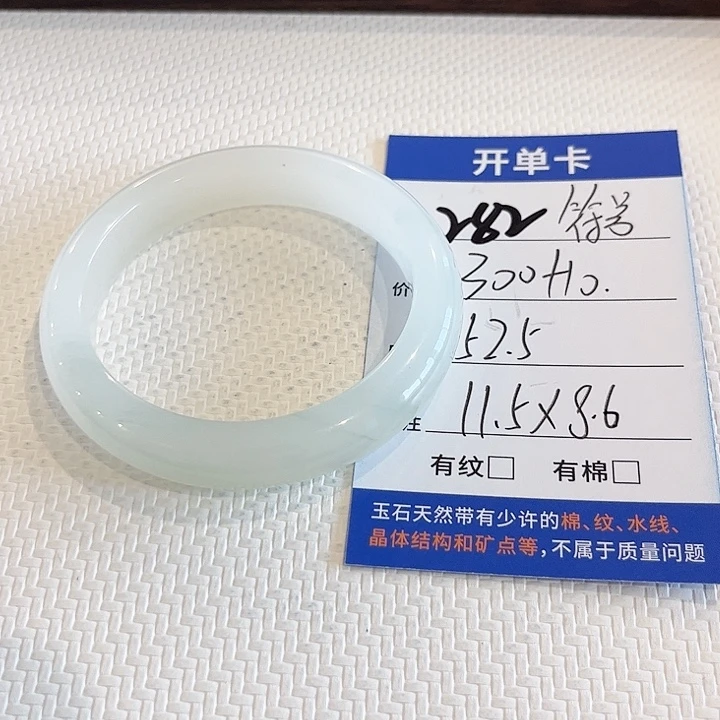 开单卡
282
价 300Ho.
52.5
注 11.5X8.6
有纹□ 有棉□
玉石天然带有少许的棉、纹、水线、
晶体结构和矿点等,不属于质量问题